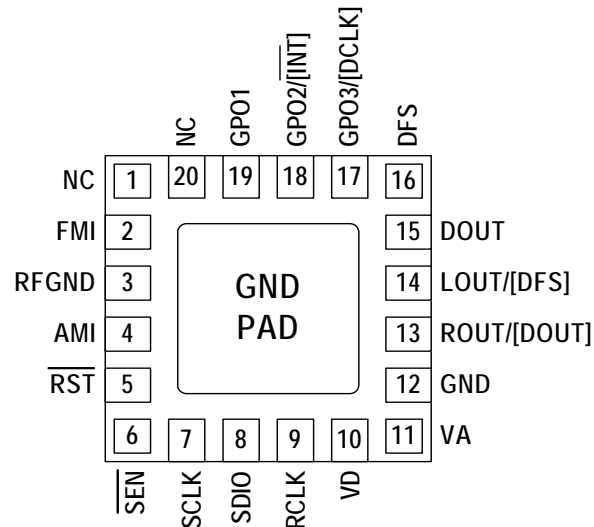 NC
GPO1
GPO2/[INT]
GPO3/[DCLK]
DFS
NC
1
20
19
18
17
16
FMI
2
15
DOUT
RFGND
3
GND
PAD
14
LOUT/[DFS]
AMI
4
13
ROUT/[DOUT]
RST
5
12
GND
6
7
8
9
10
11
VA
SEN
SCLK
SDIO
RCLK
VD